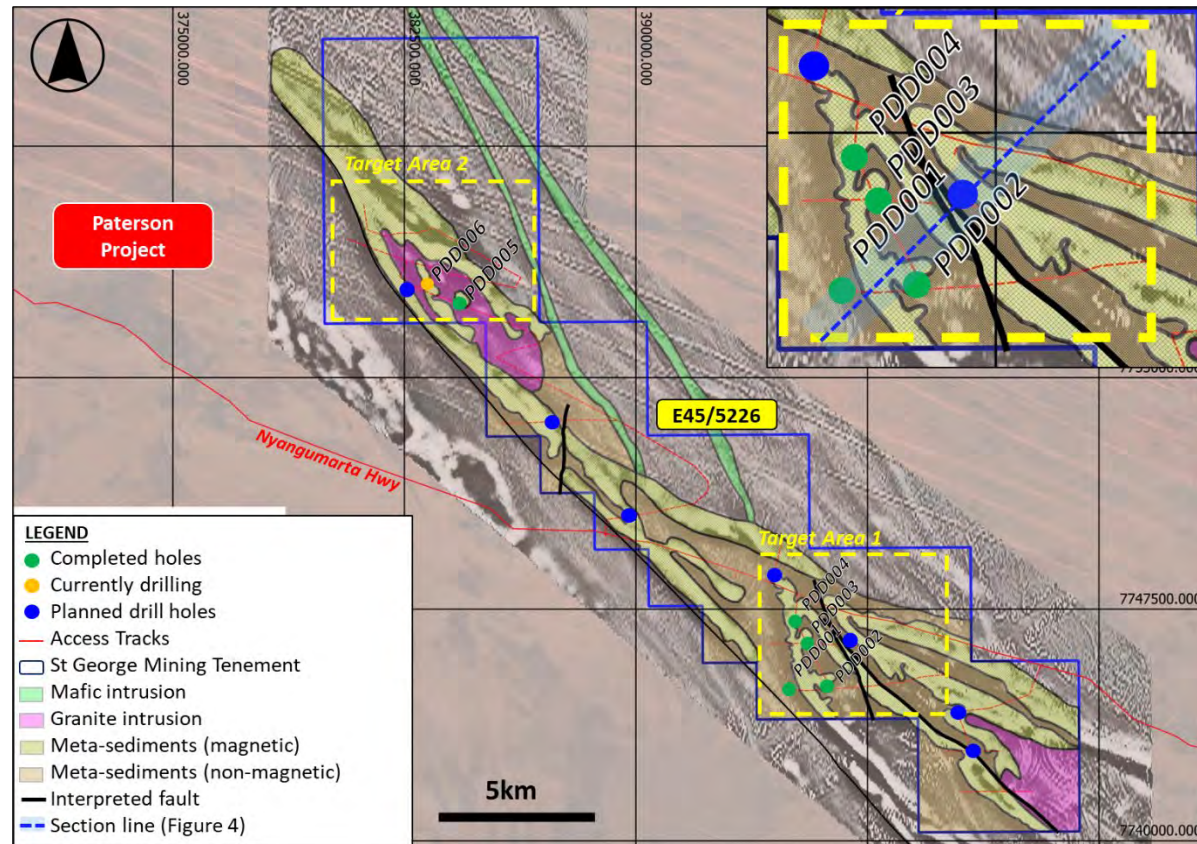 375000.000
382500.000
390000.000
Target Area 2
PDD006
PDD005
Paterson
Project
PDD004
PDD003
PDD001
PDD002
E45/5226
Nyangumarta Hwy
Target Area 1
PDD004
PDD003
PDD002
7747500.000
7740000.000
5km
LEGEND
Completed holes
Currently drilling
Planned drill holes
Access Tracks
St George Mining Tenement
Mafic intrusion
Granite intrusion
Meta-sediments (magnetic)
Meta-sediments (non-magnetic)
Interpreted fault
Section line (Figure 4)